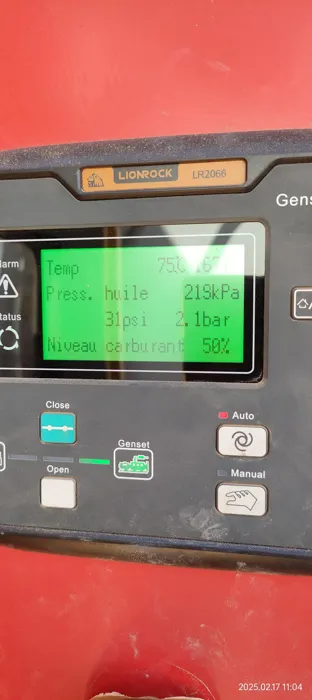 LIONROCK LR2066
Gens
larm
Temp
Press. huile 219kPa
31psi 2.1bar
Niveau carburant 50%
tatus
Close
Auto
Genset
Open
Manual
2025.02.17 11:04